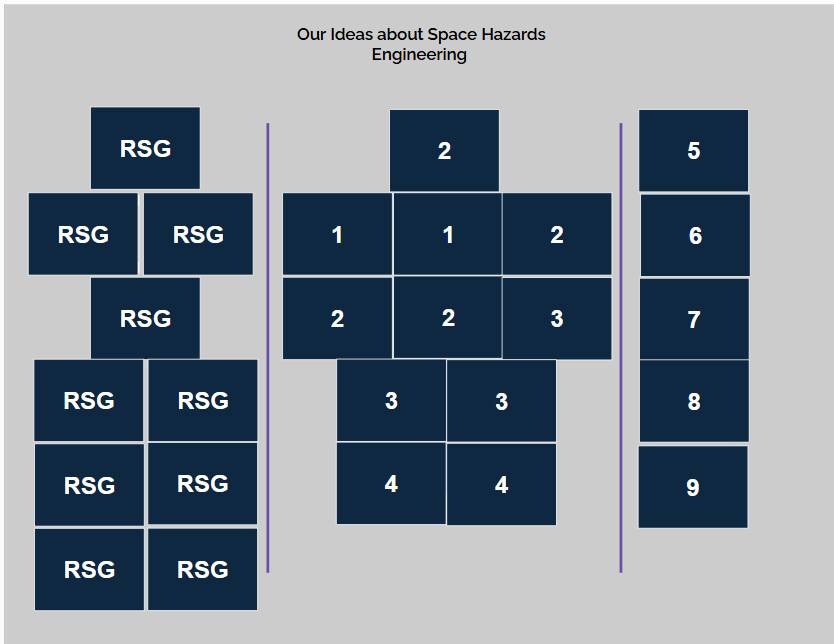 Our Ideas about Space Hazards
Engineering
RSG
RSG RSG
RSG
RSG RSG
RSG RSG
RSG RSG
2
1 1 2
2 2 3
3 3
4 4
5
6
7
8
9